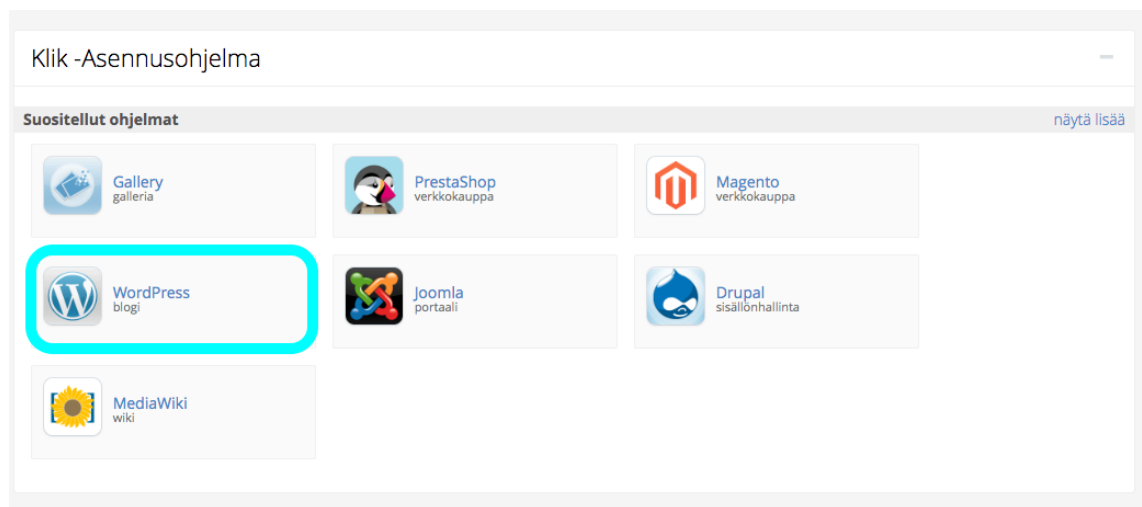 Klik -Asennusohjelma
Suositellut ohjelmat näytä lisää
Gallery
galleria
PrestaShop
verkkokauppa
Magento
verkkokauppa
WordPress
blogi
Joomla
portaali
Drupal
sisällönhallinta
MediaWiki
wiki